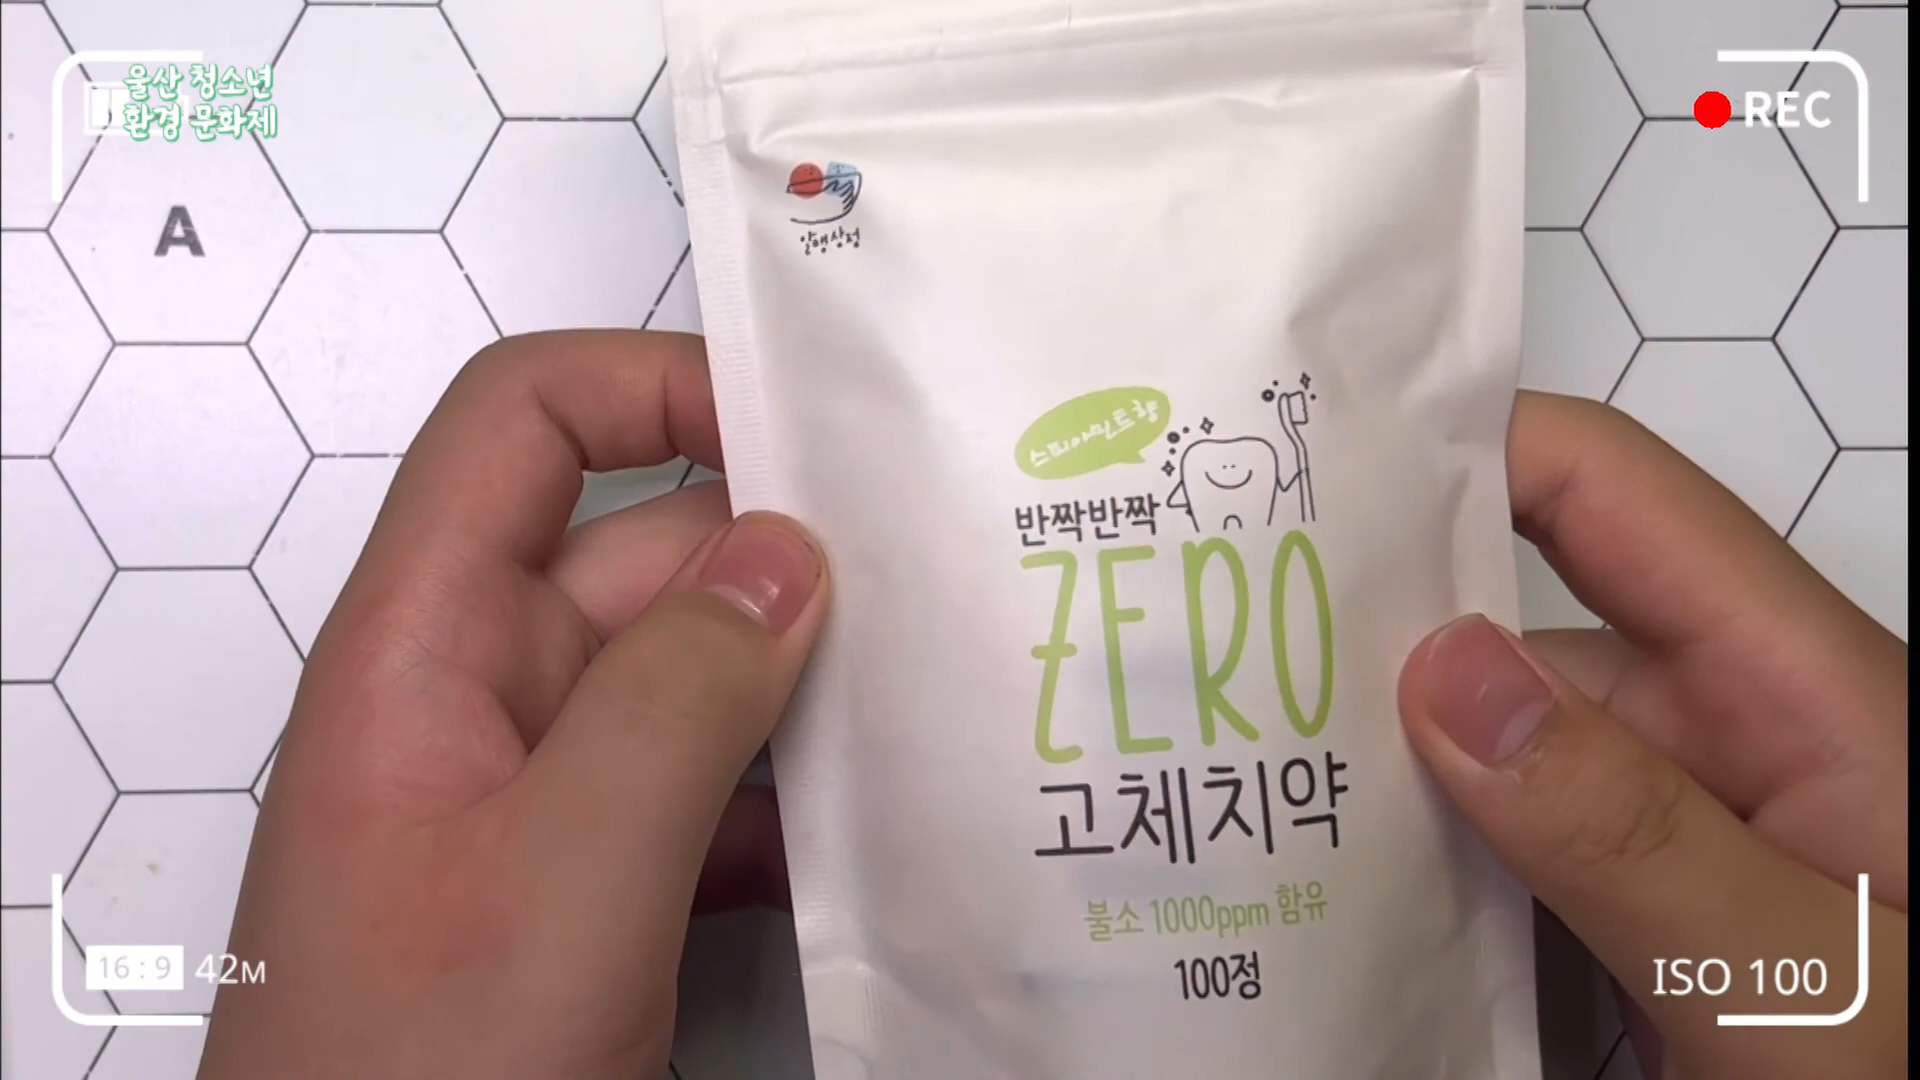 울산 청소년
환경 문화제
REC
A
알맹상점
스피아민트향
반짝반짝
ZERO
고체치약
불소 1000ppm 함유
100정
16:9 42M
ISO 100